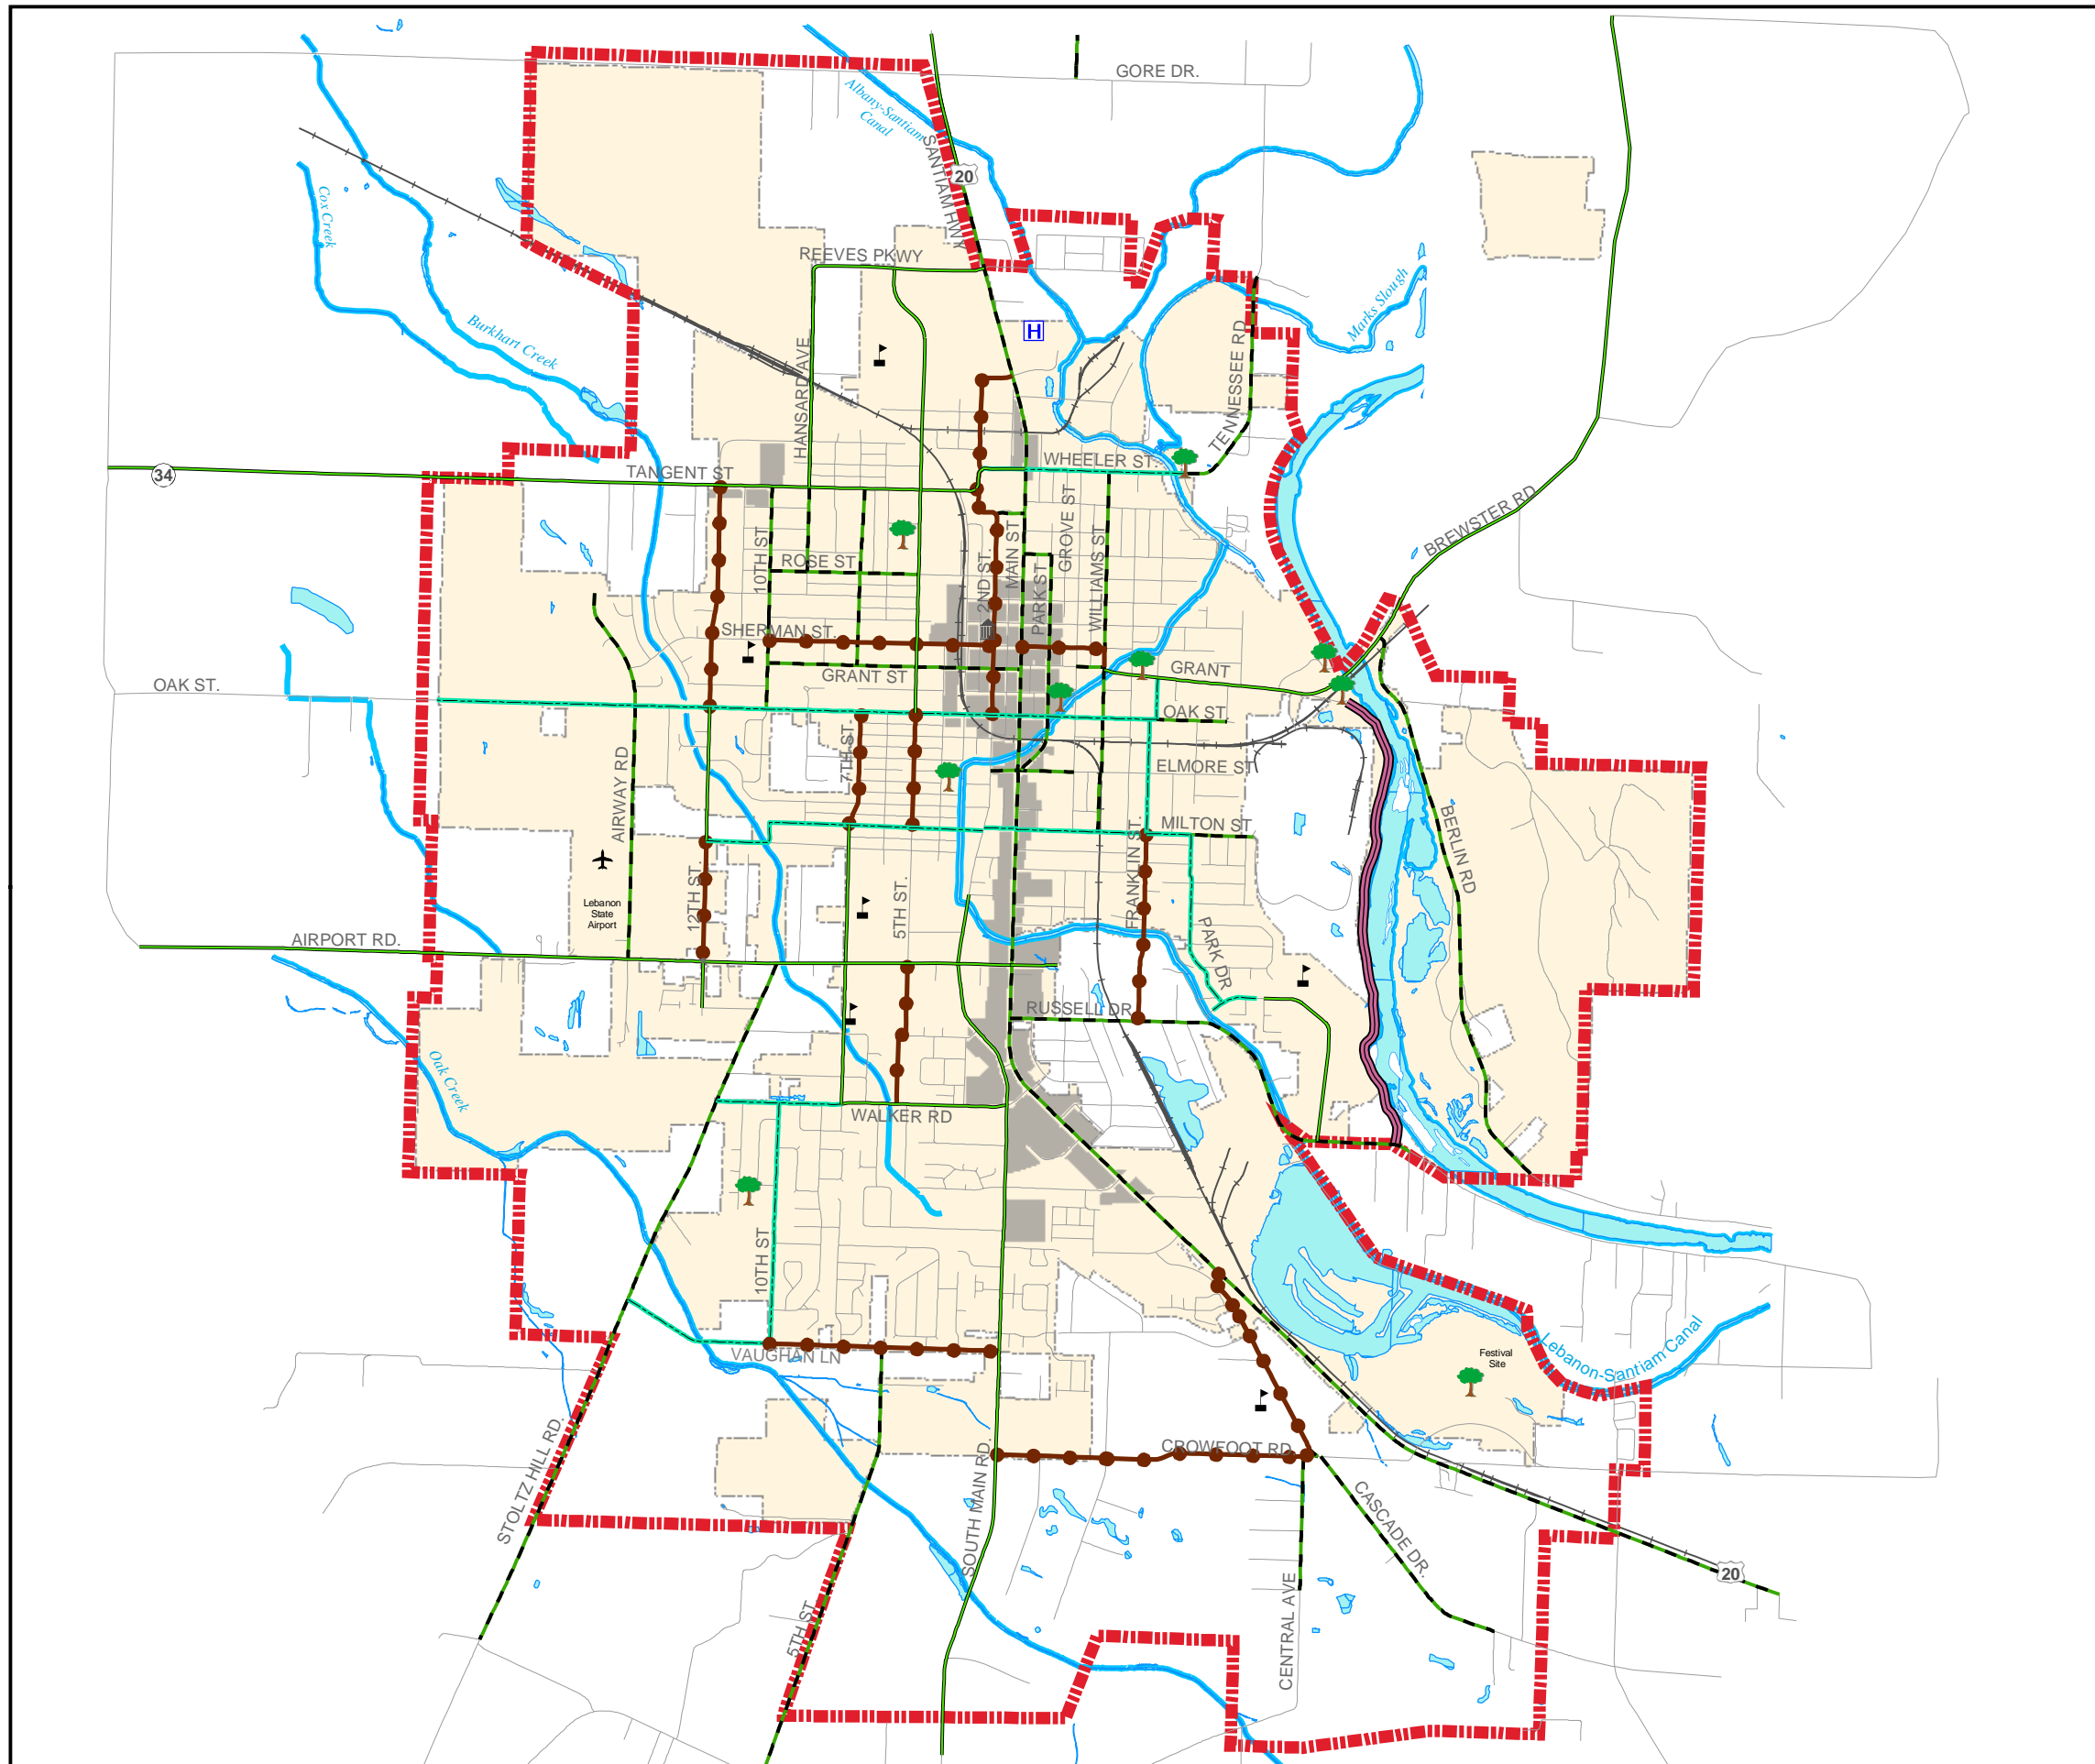 GORE DR.
Albany-Santiam
Canal
SANTIAM HWY
20
Cox Creek
REEVES PKWY
Marks Slough
Burkhart Creek
H
HANSARD AVE
TENNESSEE RD
34
TANGENT ST
WHEELER ST.
BREWSTER RD
10TH ST
ROSE ST
2ND ST.
MAIN ST
PARK ST
GROVE ST
WILLIAMS ST
SHERMAN ST.
GRANT ST
GRANT
OAK ST.
OAK ST.
7TH ST
ELMORE ST
AIRWAY RD
MILTON ST
BERLIN RD
12TH ST.
5TH ST.
FRANKLIN ST.
PARK DR
Lebanon
State
Airport
AIRPORT RD.
RUSSELL DR
Oak Creek
WALKER RD
10TH ST
VAUGHAN LN
Festival
Site
Lebanon-Santiam Canal
STOLTZ HILL RD.
SOUTH MAIN RD.
CROWFOOT RD
CASCADE DR.
20
5TH ST
CENTRAL AVE